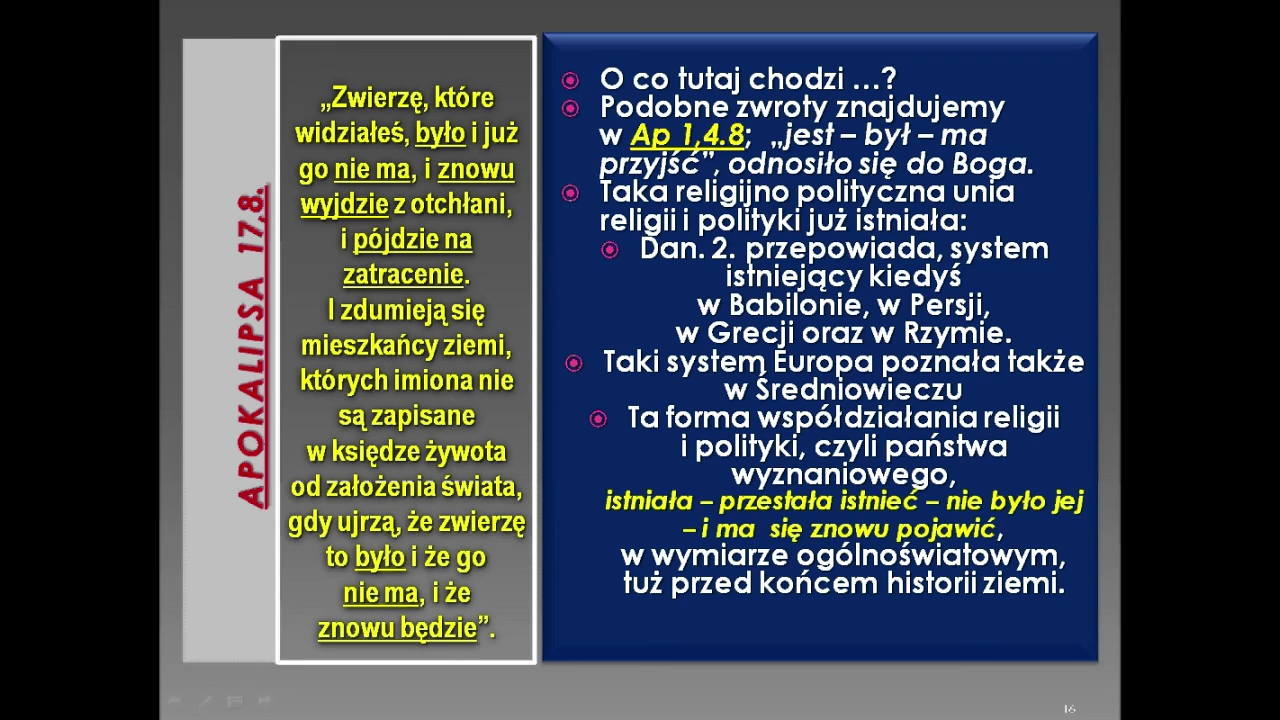 APOKALIPSA 17,8.
„Zwierzę, które
widziałeś, było i już
go nie ma, i znowu
wyjdzie z otchłani,
i pójdzie na
zatracenie.
I zdumieją się
mieszkańcy ziemi,
których imiona nie
są zapisane
w księdze żywota
od założenia świata,
gdy ujrzą, że zwierzę
to było i że go
nie ma, i że
znowu będzie”.
O co tutaj chodzi …?
Podobne zwroty znajdujemy
w Ap 1,4.8; „jest – był – ma
przyjść”, odnosiło się do Boga.
Taka religijno polityczna unia
religii i polityki już istniała:
Dan. 2. przepowiada, system
istniejący kiedyś
w Babilonie, w Persji,
w Grecji oraz w Rzymie.
Taki system Europa poznała także
w Średniowieczu
Ta forma współdziałania religii
i polityki, czyli państwa
wyznaniowego,
istniała – przestała istnieć – nie było jej
– i ma się znowu pojawić,
w wymiarze ogólnoświatowym,
tuż przed końcem historii ziemi.
16